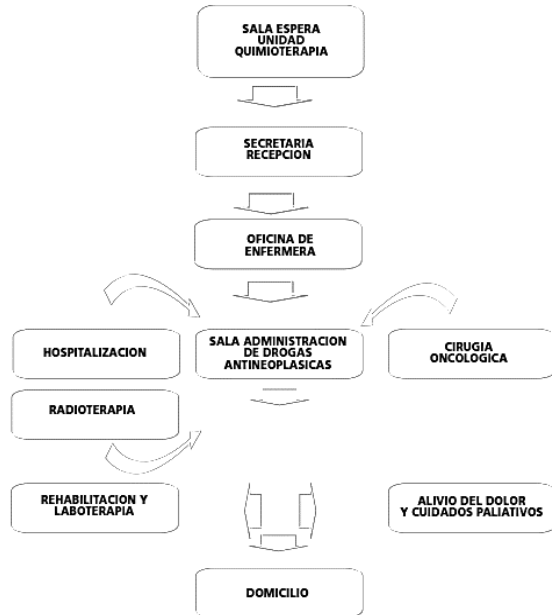 SALA ESPERA
UNIDAD
QUIMIOTERAPIA
SECRETARIA
RECEPCION
OFICINA DE
ENFERMERA
HOSPITALIZACION
SALA ADMINISTRACION
DE DROGAS
ANTINEOPLASICAS
CIRUGIA
ONCOLOGICA
RADIOTERAPIA
REHABILITACION Y
LABOTERAPIA
ALIVIO DEL DOLOR
Y CUIDADOS PALIATIVOS
DOMICILIO